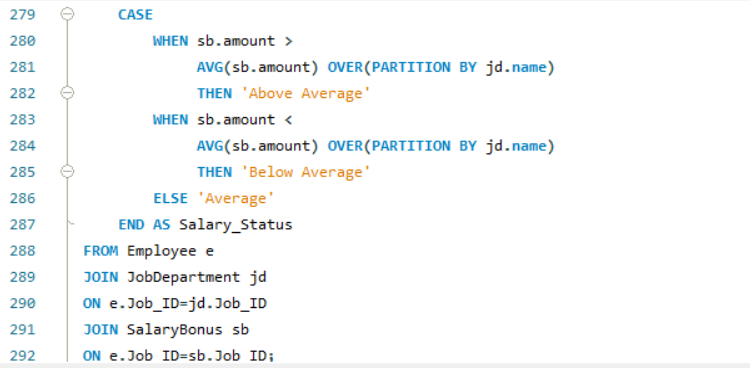 279 CASE
280 WHEN sb.amount >
281 AVG(sb.amount) OVER(PARTITION BY jd.name)
282 THEN 'Above Average'
283 WHEN sb.amount <
284 AVG(sb.amount) OVER(PARTITION BY jd.name)
285 THEN 'Below Average'
286 ELSE 'Average'
287 END AS Salary_Status
288 FROM Employee e
289 JOIN JobDepartment jd
290 ON e.Job_ID=jd.Job_ID
291 JOIN SalaryBonus sb
292 ON e.Job_ID=sb.Job_ID;